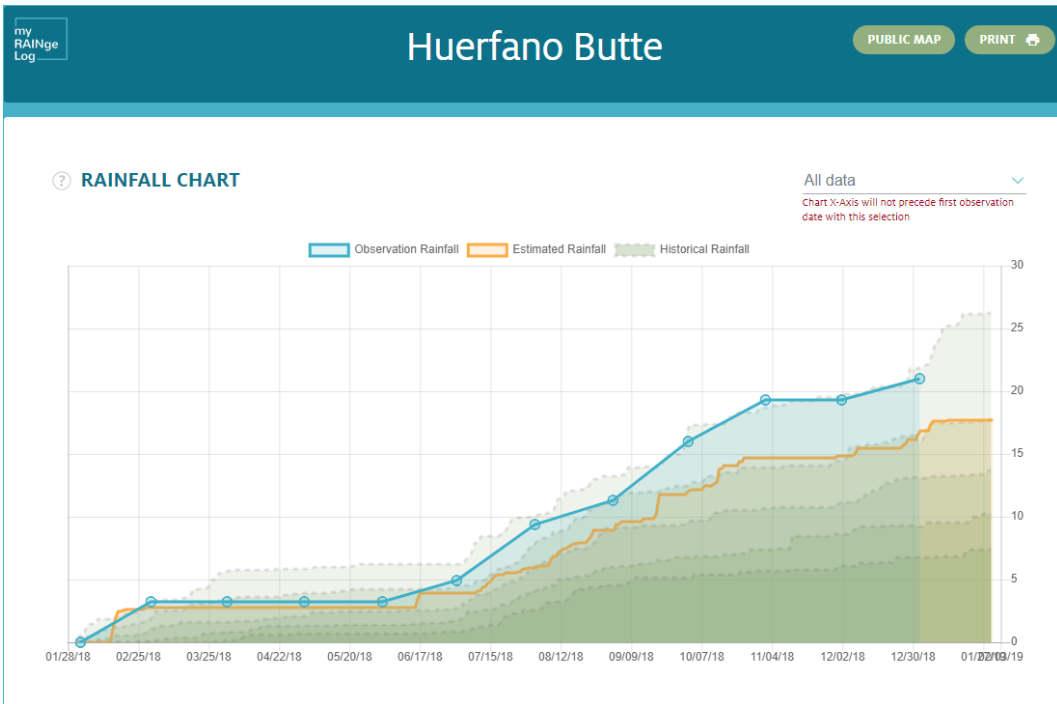 my
RAINge
Log
Huerfano Butte
PUBLIC MAP
PRINT
? RAINFALL CHART
All data
Chart X-Axis will not precede first observation
date with this selection
Observation Rainfall Estimated Rainfall Historical Rainfall
30
25
20
15
10
5
0
01/28/18 02/25/18 03/25/18 04/22/18 05/20/18 06/17/18 07/15/18 08/12/18 09/09/18 10/07/18 11/04/18 12/02/18 12/30/18